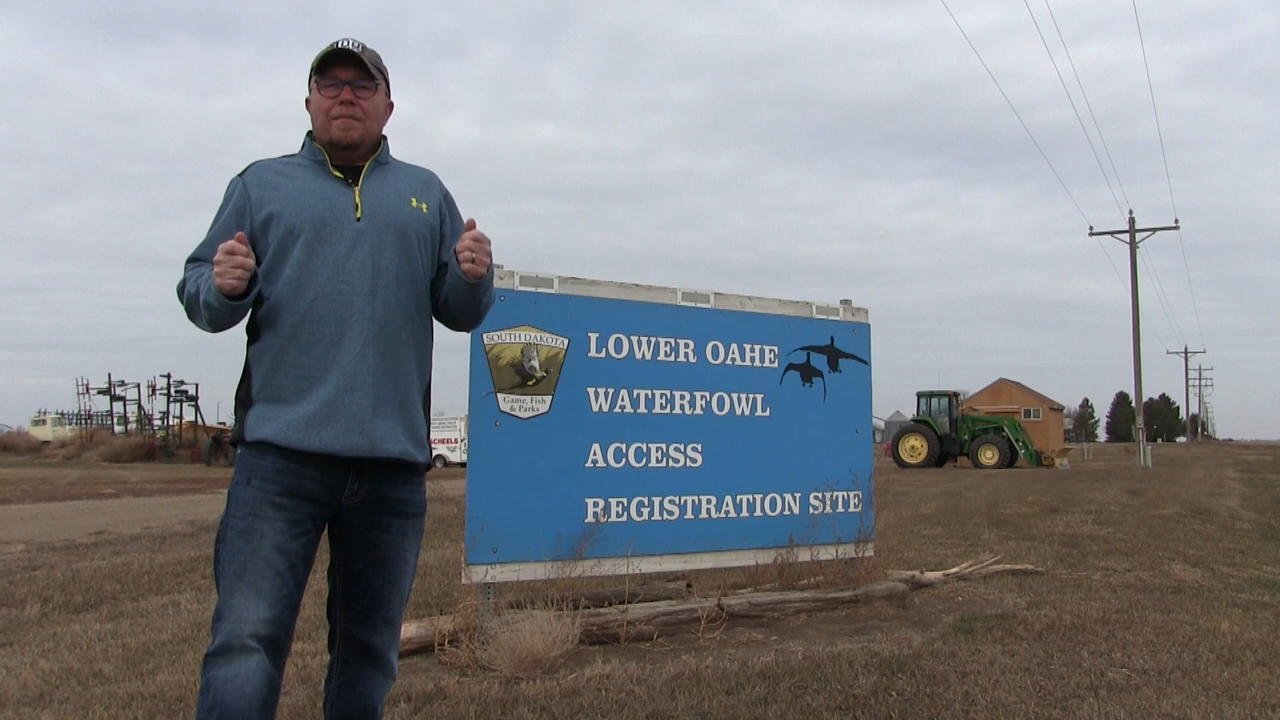 SOUTH DAKOTA
Game, Fish
& Parks
LOWER OAHE
WATERFOWL
ACCESS
REGISTRATION SITE
SCHEELS